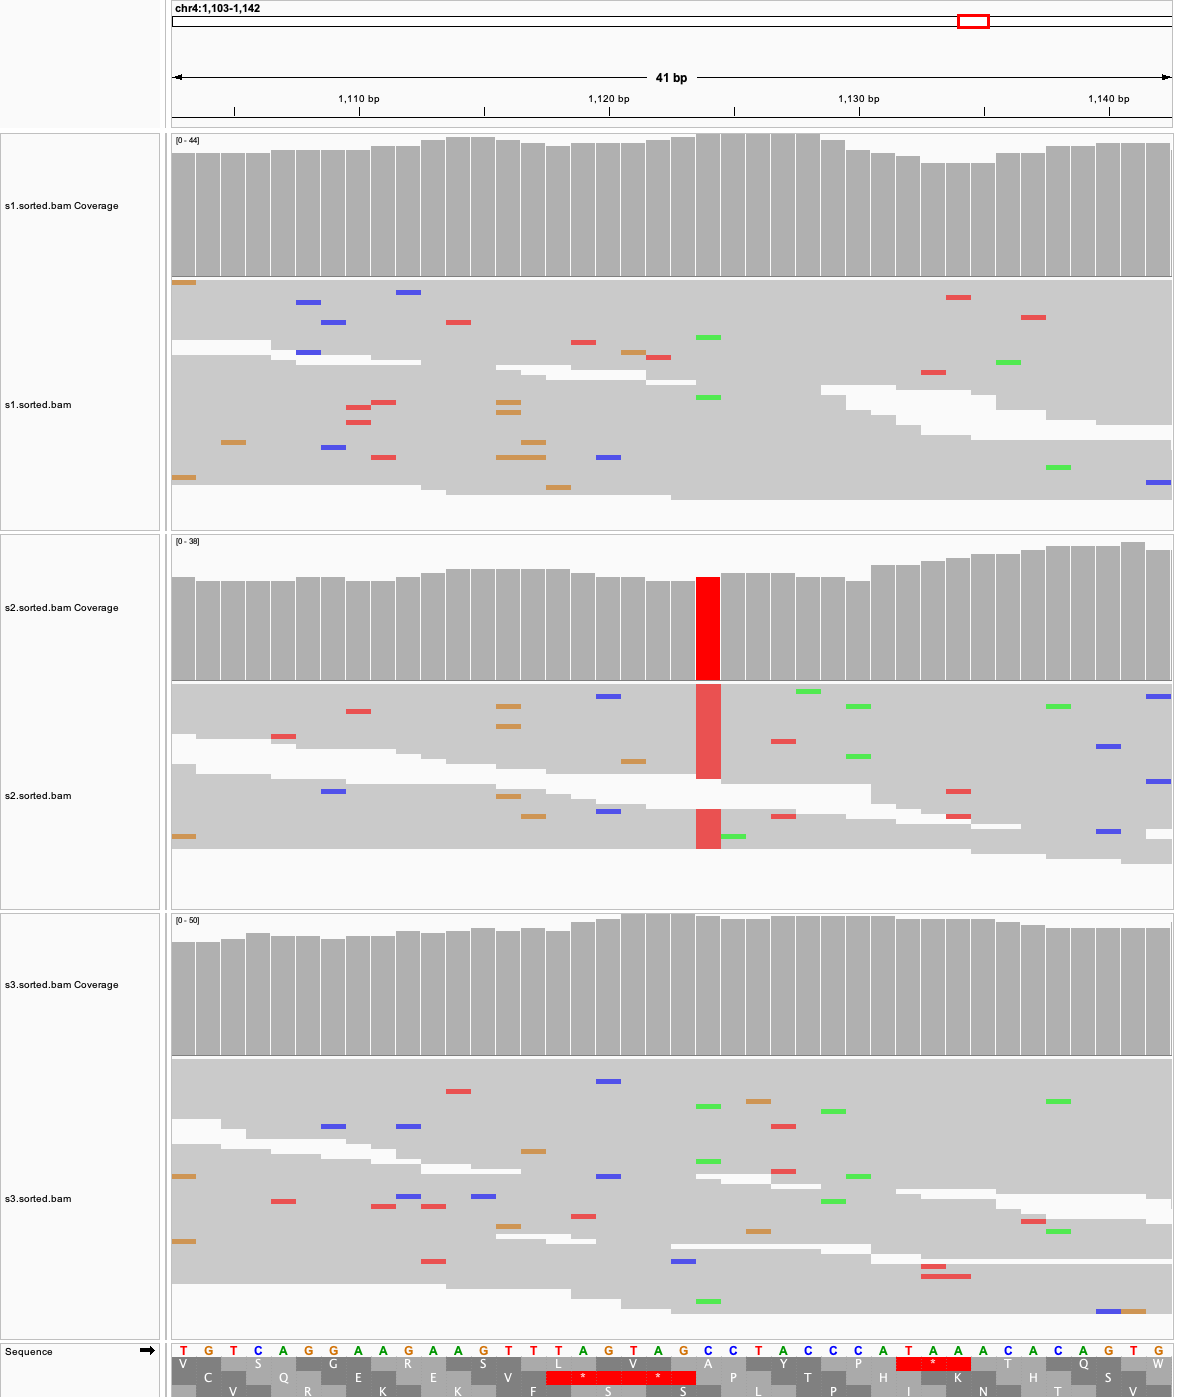 chr4:1,103-1,142
41 bp
1,110 bp 1,120 bp 1,130 bp 1,140 bp
[0 - 44]
s1.sorted.bam Coverage
s1.sorted.bam
[0 - 38]
s2.sorted.bam Coverage
s2.sorted.bam
[0 - 50]
s3.sorted.bam Coverage
s3.sorted.bam
Sequence T G T C A G G A A G A A G T T T A G T A G C C T A C C C A T A A A C A C A G T G
V S G R S L V A Y P * T Q W
C Q E E V * * P T H K H S
V R K K F S S L P I N T V